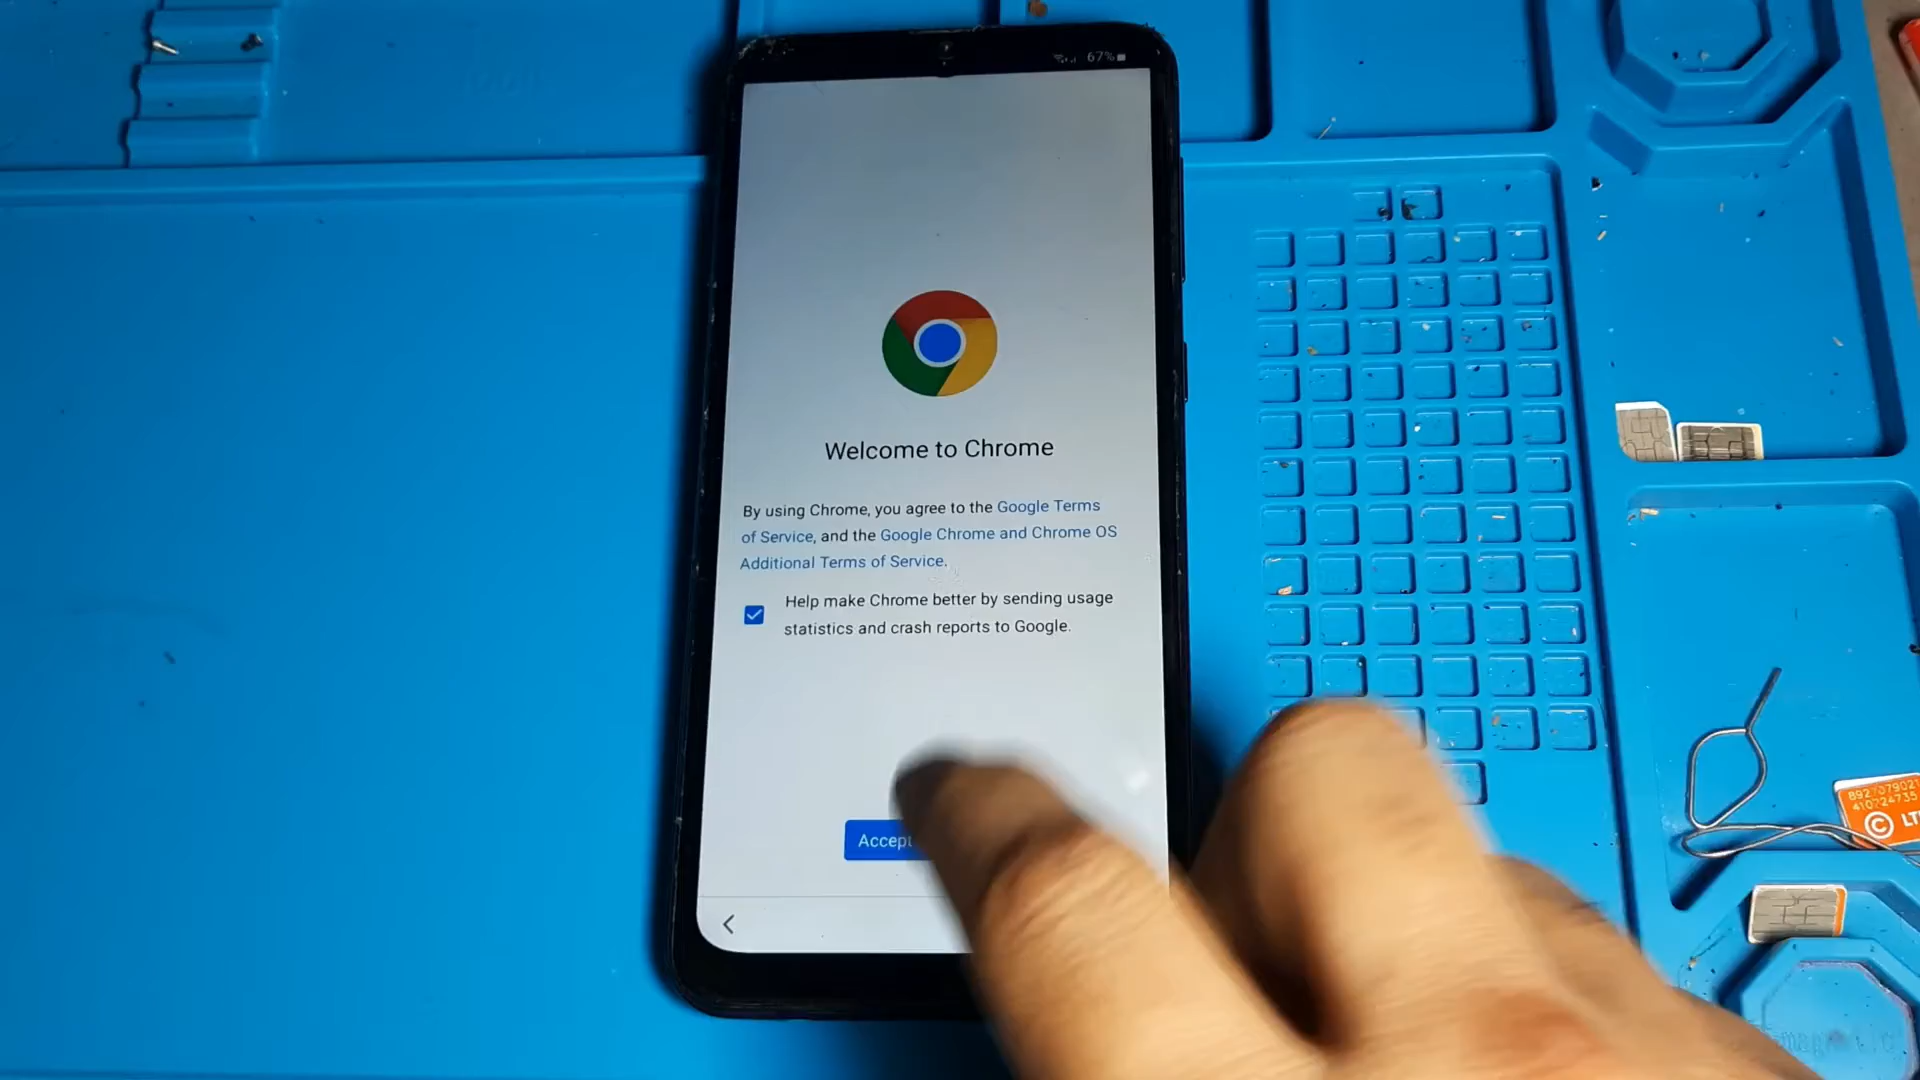 67%
Welcome to Chrome
By using Chrome, you agree to the Google Terms
of Service, and the Google Chrome and Chrome OS
Additional Terms of Service.
Help make Chrome better by sending usage
statistics and crash reports to Google.
Accept
410724735
LT